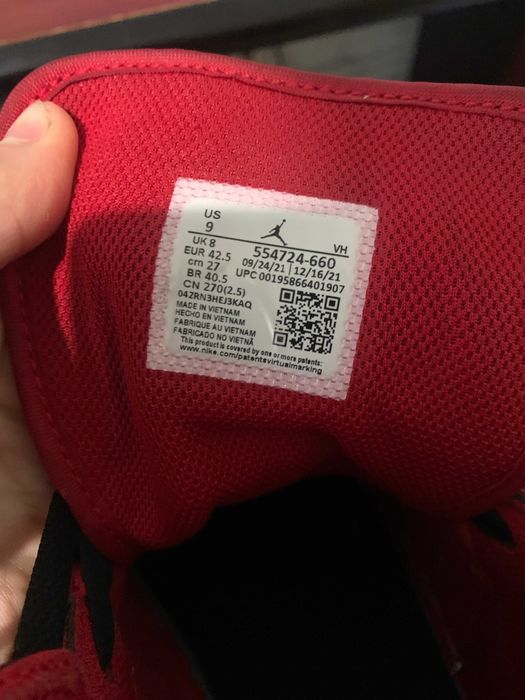 US
9
VH
UK 8
EUR 42.5
cm 27
BR 40.5
CN 270(2.5)
554724-660
09/24/21 12/16/21
UPC 00195866401907
04ZRN3HEJ3KAQ
MADE IN VIETNAM
HECHO EN VIETNAM
FABRIQUE AU VIETNAM
FABRICADO NO VIETNÃ
This product is covered by one or more patents:
www.nike.com/patentsvirtualmarking